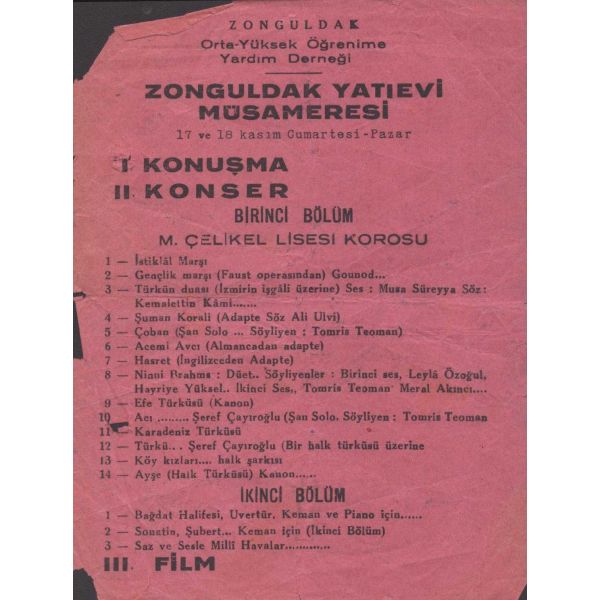 ZONGULDAK
Orta-Yüksek Öğrenime
Yardım Derneği
ZONGULDAK YATIEVİ
MÜSAMERESİ
17 ve 18 kasım Cumartesi-Pazar
I KONUŞMA
II. KONSER
BİRİNCİ BÖLÜM
M. ÇELİKEL LİSESİ KOROSU
1 — İstiklâl Marşı
2 — Gençlik marşı (Faust operasından) Gounod...
3 — Türkün duası (İzmirin işgâli üzerine) Ses : Musa Süreyya Söz:
Kemalettin Kâmi......
4 — Şuman Korali (Adapte Söz Ali Ulvi)
5 — Çoban (Şan Solo ... Söyliyen : Tomris Teoman)
6 — Acemi Avcı (Almancadan adapte)
7 — Hasret (İngilizceden Adapte)
8 — Ninni Brahms : Düet.. Söyliyenler : Birinci ses, Leylâ Özoğul,
Hayriye Yüksel.. İkinci Ses., Tomris Teoman Meral Akıncı....
9 — Efe Türküsü (Kanon)
10 — Acı ......... Şeref Çayıroğlu (Şan Solo. Söyliyen : Tomris Teoman
11 — Karadeniz Türküsü
12 — Türkü... Şeref Çayıroğlu (Bir halk türküsü üzerine
13 — Köy kızları.... halk şarkısı
14 — Ayşe (Halk Türküsü) Kanon.....
İKİNCİ BÖLÜM
1 — Bağdat Halifesi, Uvertür. Keman ve Piano için......
2 — Sonatin, Şubert... Keman için (İkinci Bölüm)
3 — Saz ve Sesle Millî Havalar............
III. FİLM